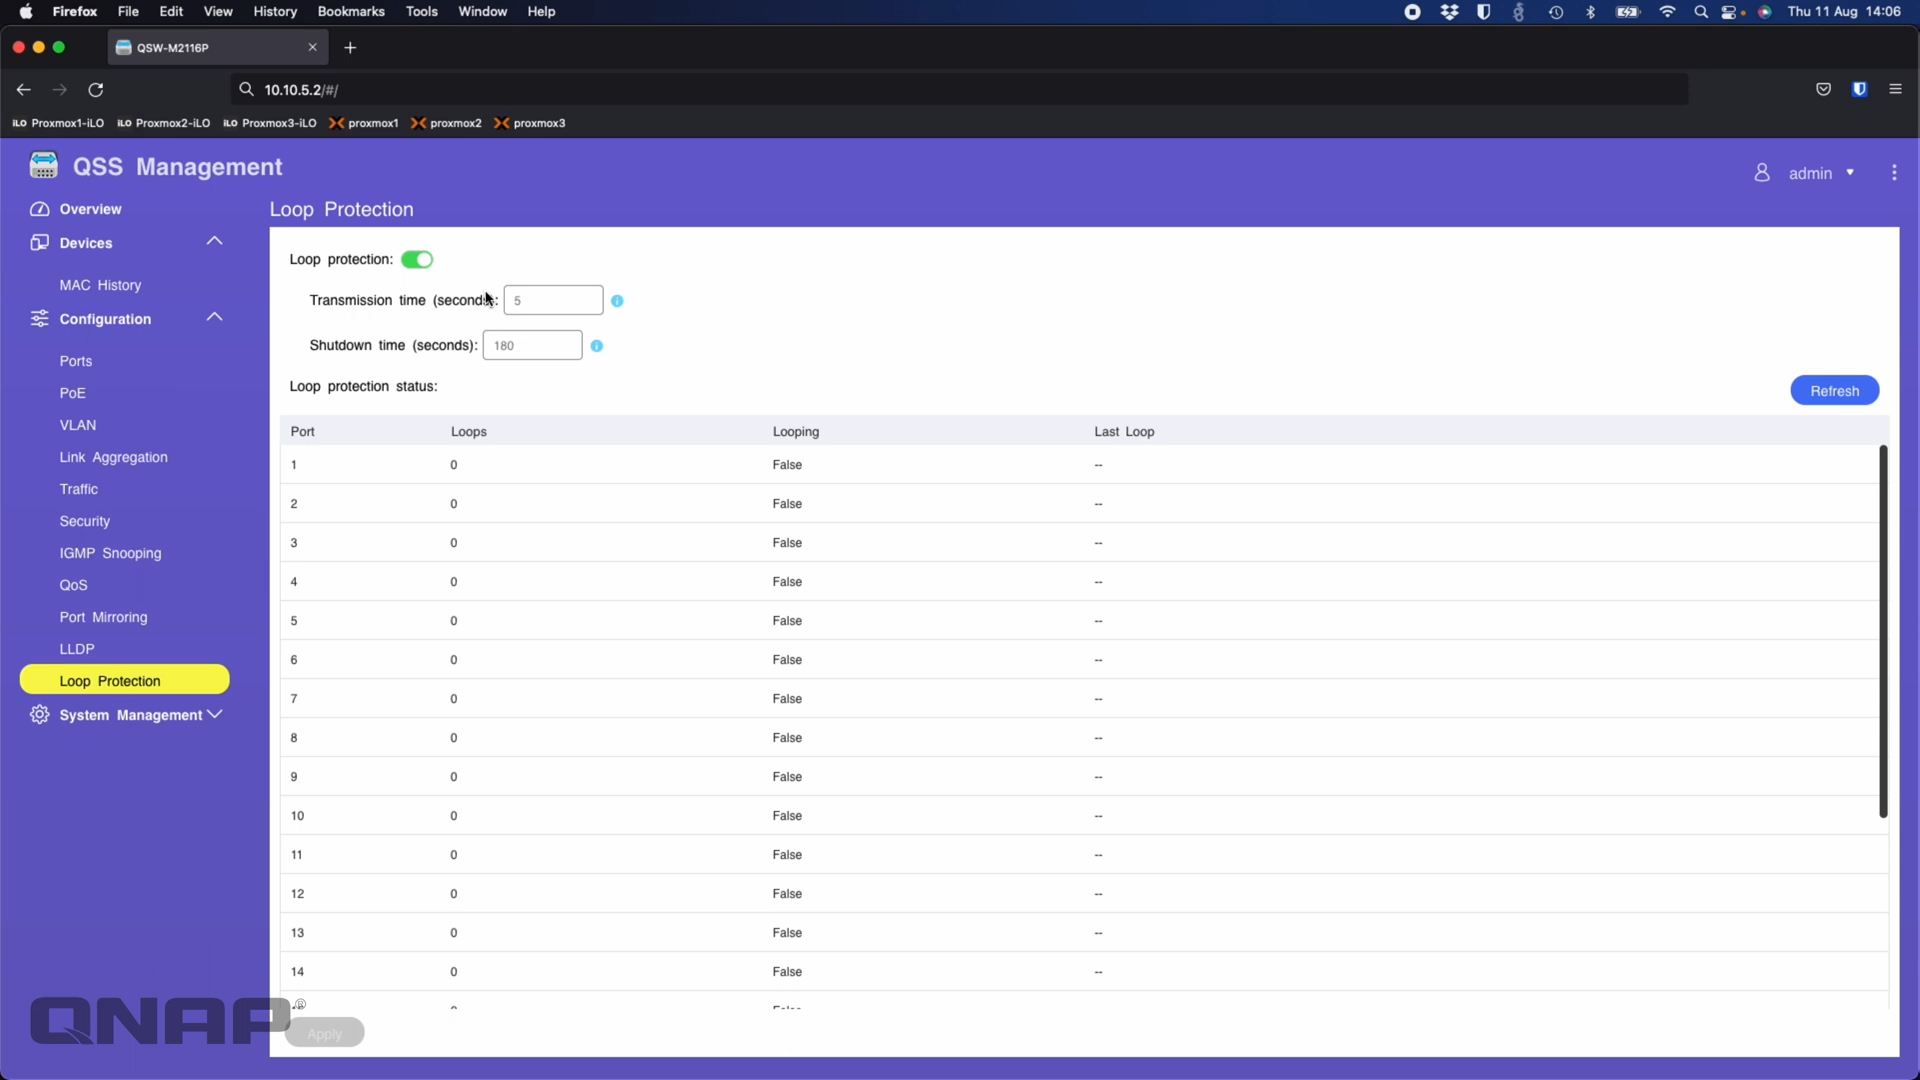 Firefox File Edit View History Bookmarks Tools Window Help Thu 11 Aug 14:06
QSW-M2116P
10.10.5.2/#/
iLO Proxmox1-iLO iLO Proxmox2-iLO iLO Proxmox3-iLO proxmox1 proxmox2 proxmox3
QSS Management
admin
Overview
Devices
MAC History
Configuration
Ports
PoE
VLAN
Link Aggregation
Traffic
Security
IGMP Snooping
QoS
Port Mirroring
LLDP
Loop Protection
System Management
Loop Protection
Loop protection:
Transmission time (seconds: 5
Shutdown time (seconds): 180
Loop protection status:
Refresh
Port Loops Looping Last Loop
1 0 False --
2 0 False --
3 0 False --
4 0 False --
5 0 False --
6 0 False --
7 0 False --
8 0 False --
9 0 False --
10 0 False --
11 0 False --
12 0 False --
13 0 False --
14 0 False --
Apply
QNAP®